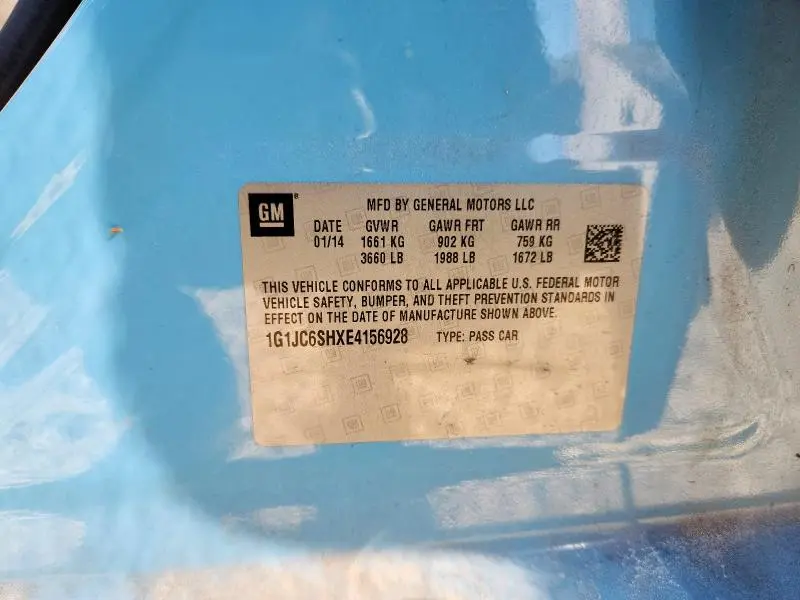 GM ®
MFD BY GENERAL MOTORS LLC
DATE GVWR GAWR FRT GAWR RR
01/14 1661 KG 902 KG 759 KG
3660 LB 1988 LB 1672 LB
THIS VEHICLE CONFORMS TO ALL APPLICABLE U.S. FEDERAL MOTOR
VEHICLE SAFETY, BUMPER, AND THEFT PREVENTION STANDARDS IN
EFFECT ON THE DATE OF MANUFACTURE SHOWN ABOVE.
1G1JC6SHXE4156928 TYPE: PASS CAR